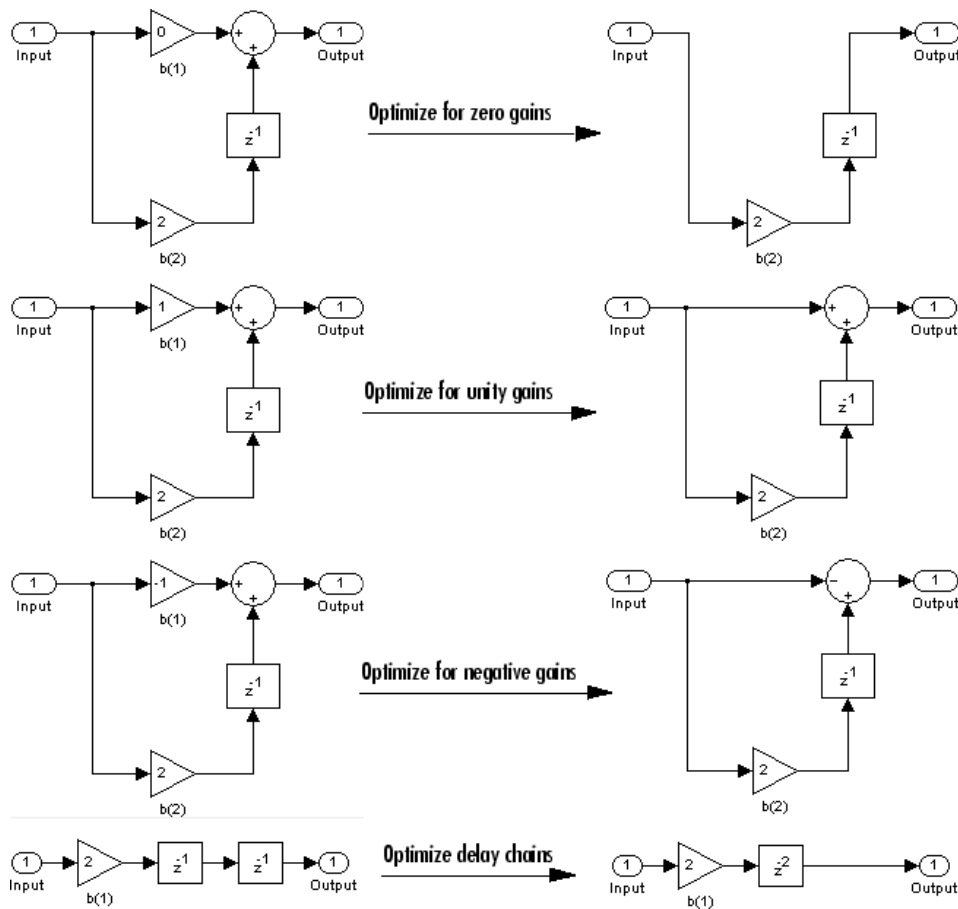 1 0 + 1
Input b(1) + Output
z-1
2
b(2)
Optimize for zero gains
1 1
Input Output
z-1
2
b(2)
1 1 + 1
Input b(1) + Output
z-1
2
b(2)
Optimize for unity gains
1 + 1
Input + Output
z-1
2
b(2)
1 -1 + 1
Input b(1) + Output
z-1
2
b(2)
Optimize for negative gains
1 − 1
Input + Output
z-1
2
b(2)
1 2 z-1 z-1 1
Input b(1) Output
Optimize delay chains
1 2 z-2 1
Input b(1) Output